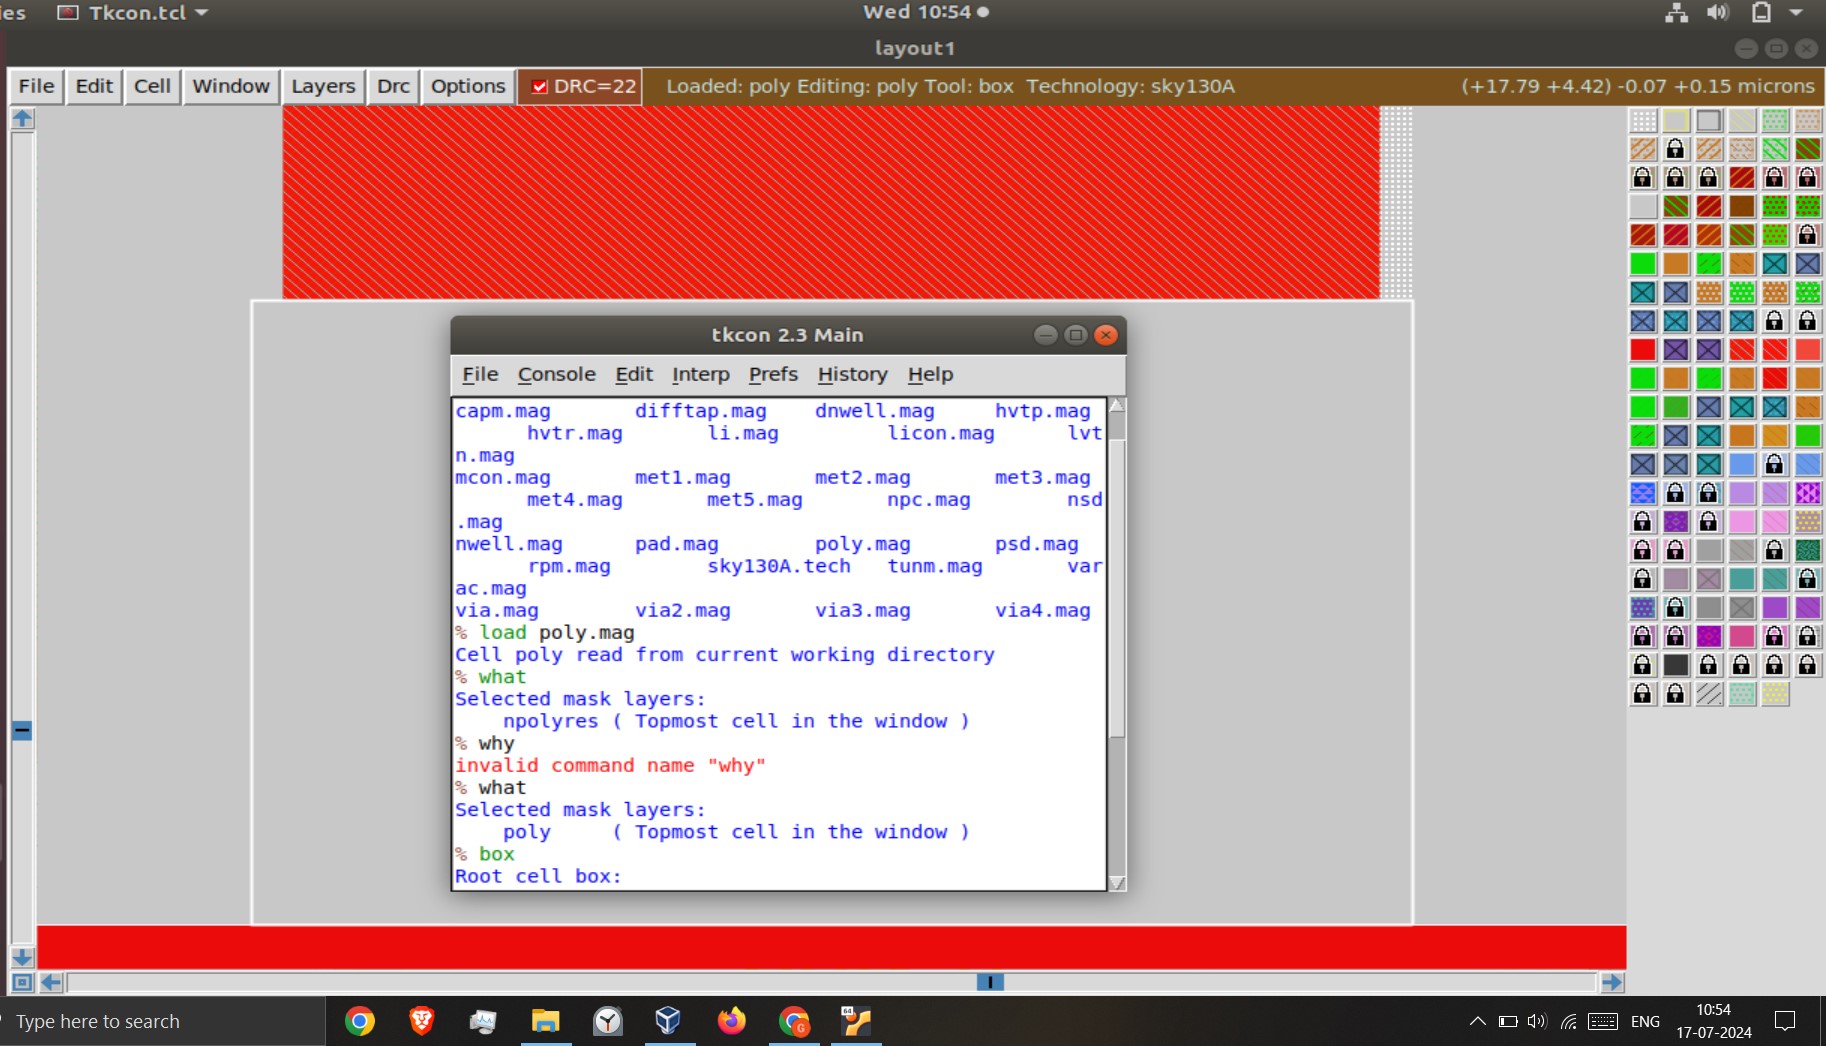 ies Tkcon.tcl Wed 10:54
layout1
File Edit Cell Window Layers Drc Options DRC=22 Loaded: poly Editing: poly Tool: box Technology: sky130A (+17.79 +4.42) -0.07 +0.15 microns
tkcon 2.3 Main
File Console Edit Interp Prefs History Help
capm.mag difftap.mag dnwell.mag hvtp.mag
hvtr.mag li.mag licon.mag lvt
n.mag
mcon.mag met1.mag met2.mag met3.mag
met4.mag met5.mag npc.mag nsd
.mag
nwell.mag pad.mag poly.mag psd.mag
rpm.mag sky130A.tech tunm.mag var
ac.mag
via.mag via2.mag via3.mag via4.mag
% load poly.mag
Cell poly read from current working directory
% what
Selected mask layers:
npolyres ( Topmost cell in the window )
% why
invalid command name "why"
% what
Selected mask layers:
poly ( Topmost cell in the window )
% box
Root cell box:
Type here to search
64
G
ENG
10:54
17-07-2024